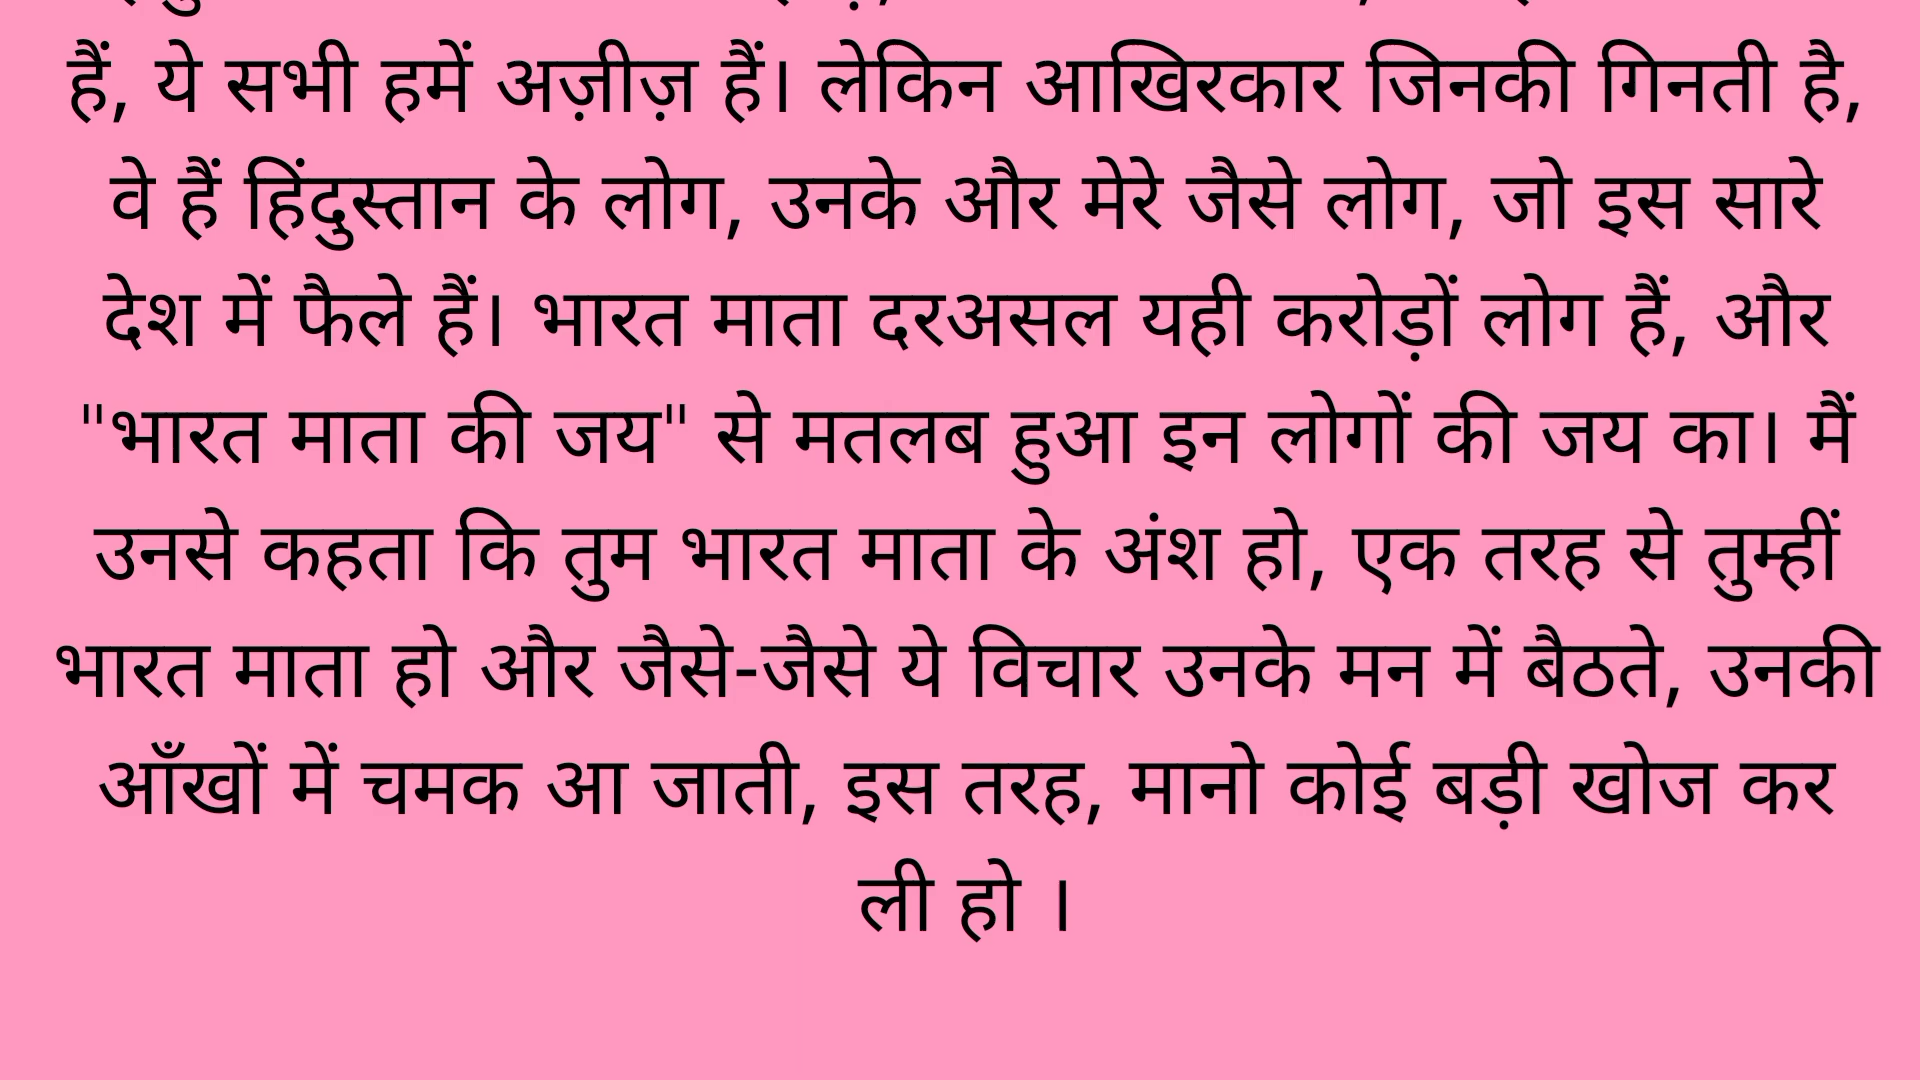 हैं, ये सभी हमें अज़ीज़ हैं। लेकिन आखिरकार जिनकी गिनती है,
वे हैं हिंदुस्तान के लोग, उनके और मेरे जैसे लोग, जो इस सारे
देश में फैले हैं। भारत माता दरअसल यही करोड़ों लोग हैं, और
"भारत माता की जय" से मतलब हुआ इन लोगों की जय का। मैं
उनसे कहता कि तुम भारत माता के अंश हो, एक तरह से तुम्हीं
भारत माता हो और जैसे-जैसे ये विचार उनके मन में बैठते, उनकी
आँखों में चमक आ जाती, इस तरह, मानो कोई बड़ी खोज कर
ली हो ।